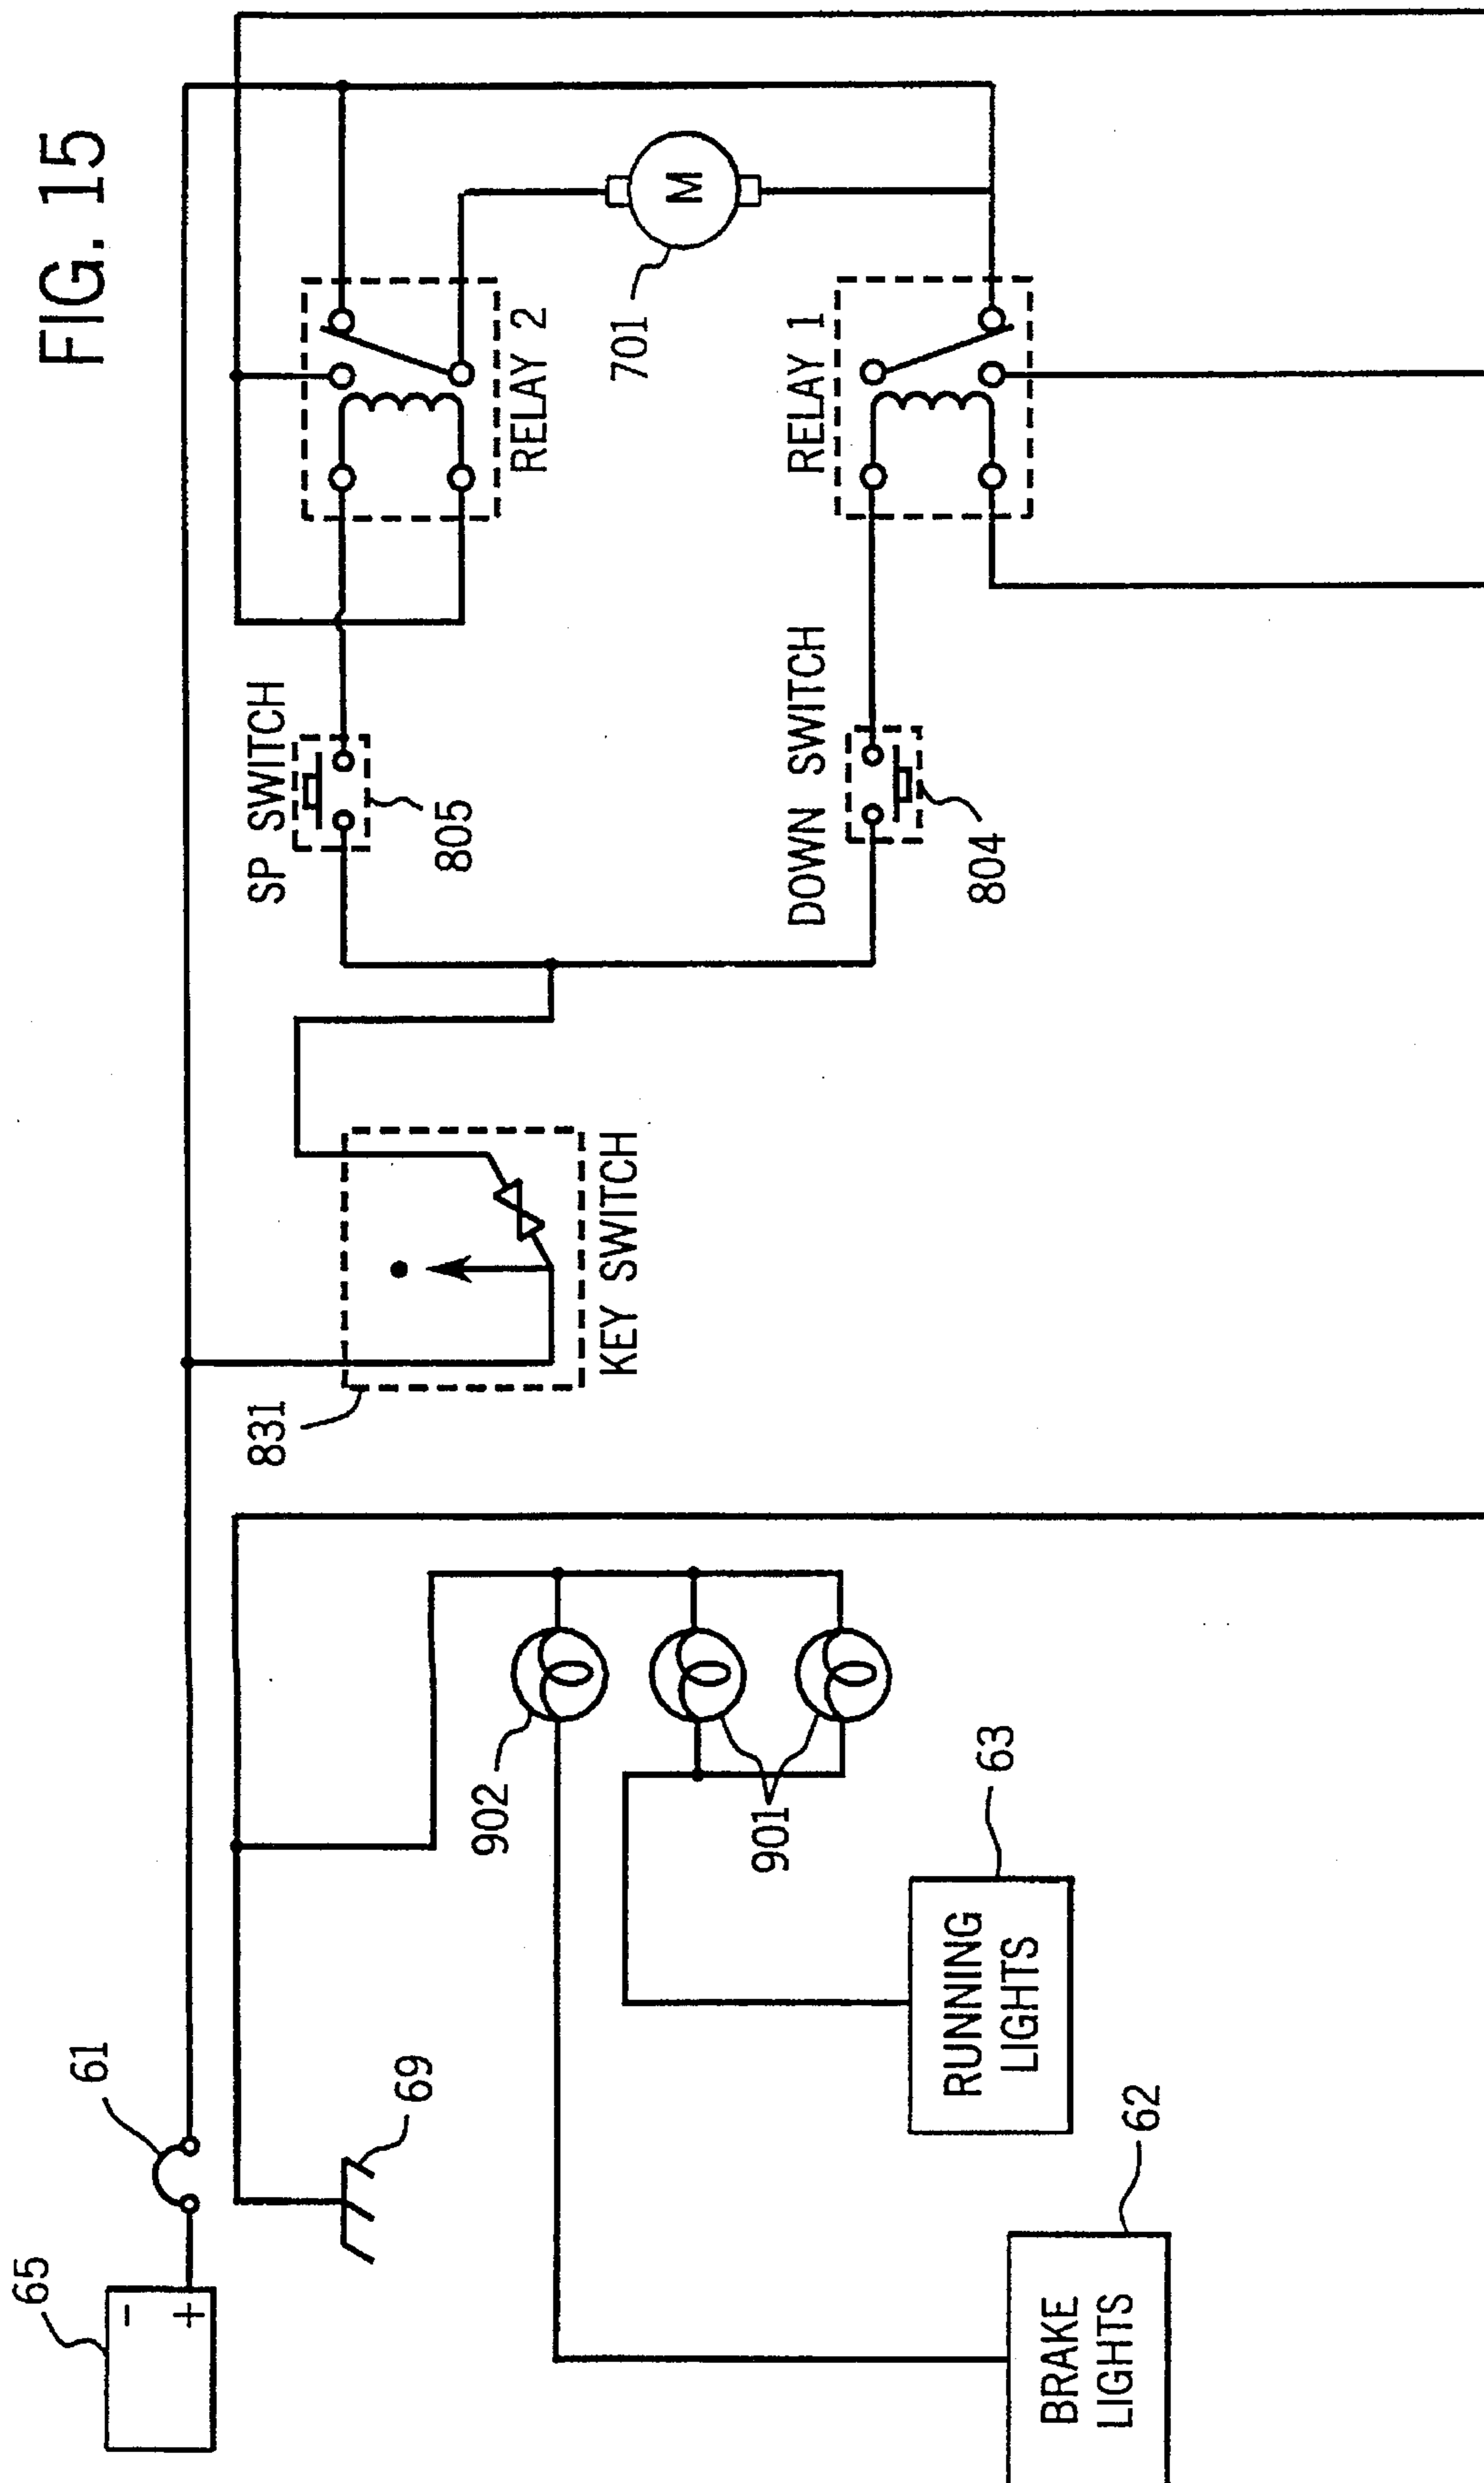 FIG. 15
65
-
+
61
69
831
KEY SWITCH
SP SWITCH
805
RELAY 2
701
M
DOWN SWITCH
804
RELAY 1
902
901
63
RUNNING
LIGHTS
62
BRAKE
LIGHTS